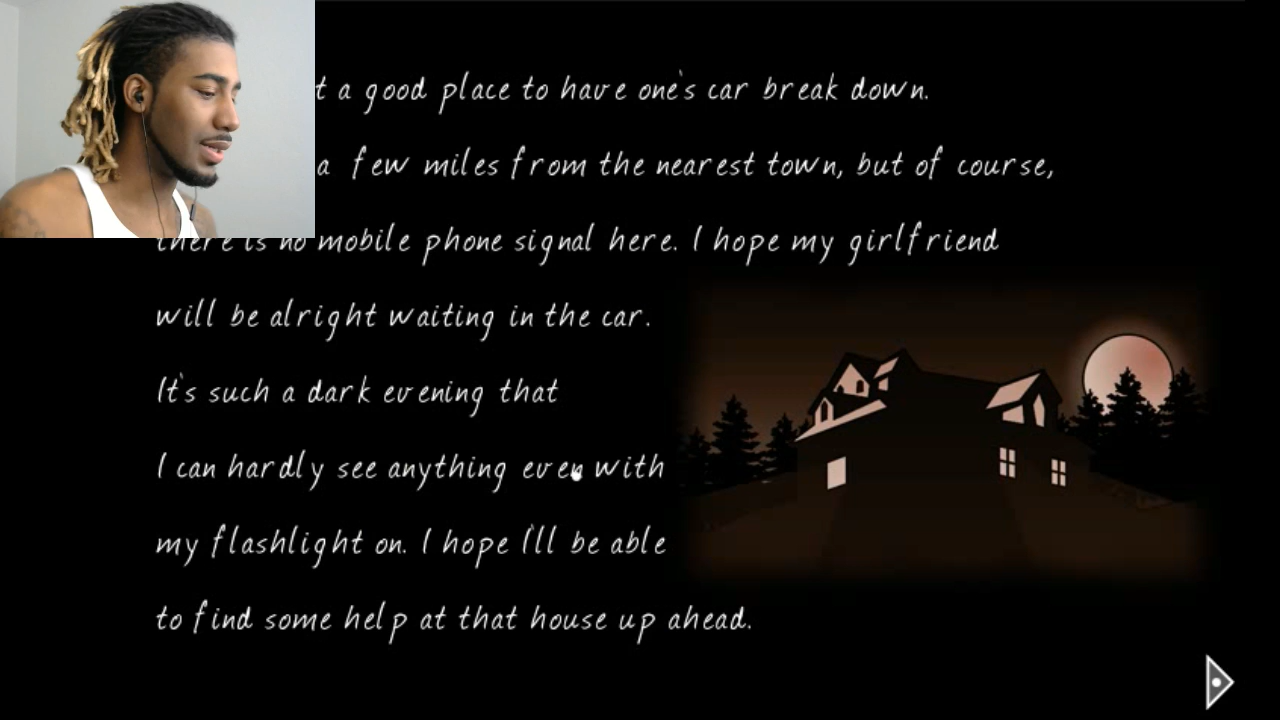 t a good place to have one's car break down.
a few miles from the nearest town, but of course,
there is no mobile phone signal here. I hope my girlfriend
will be alright waiting in the car.
It's such a dark evening that
I can hardly see anything even with
my flashlight on. I hope I'll be able
to find some help at that house up ahead.